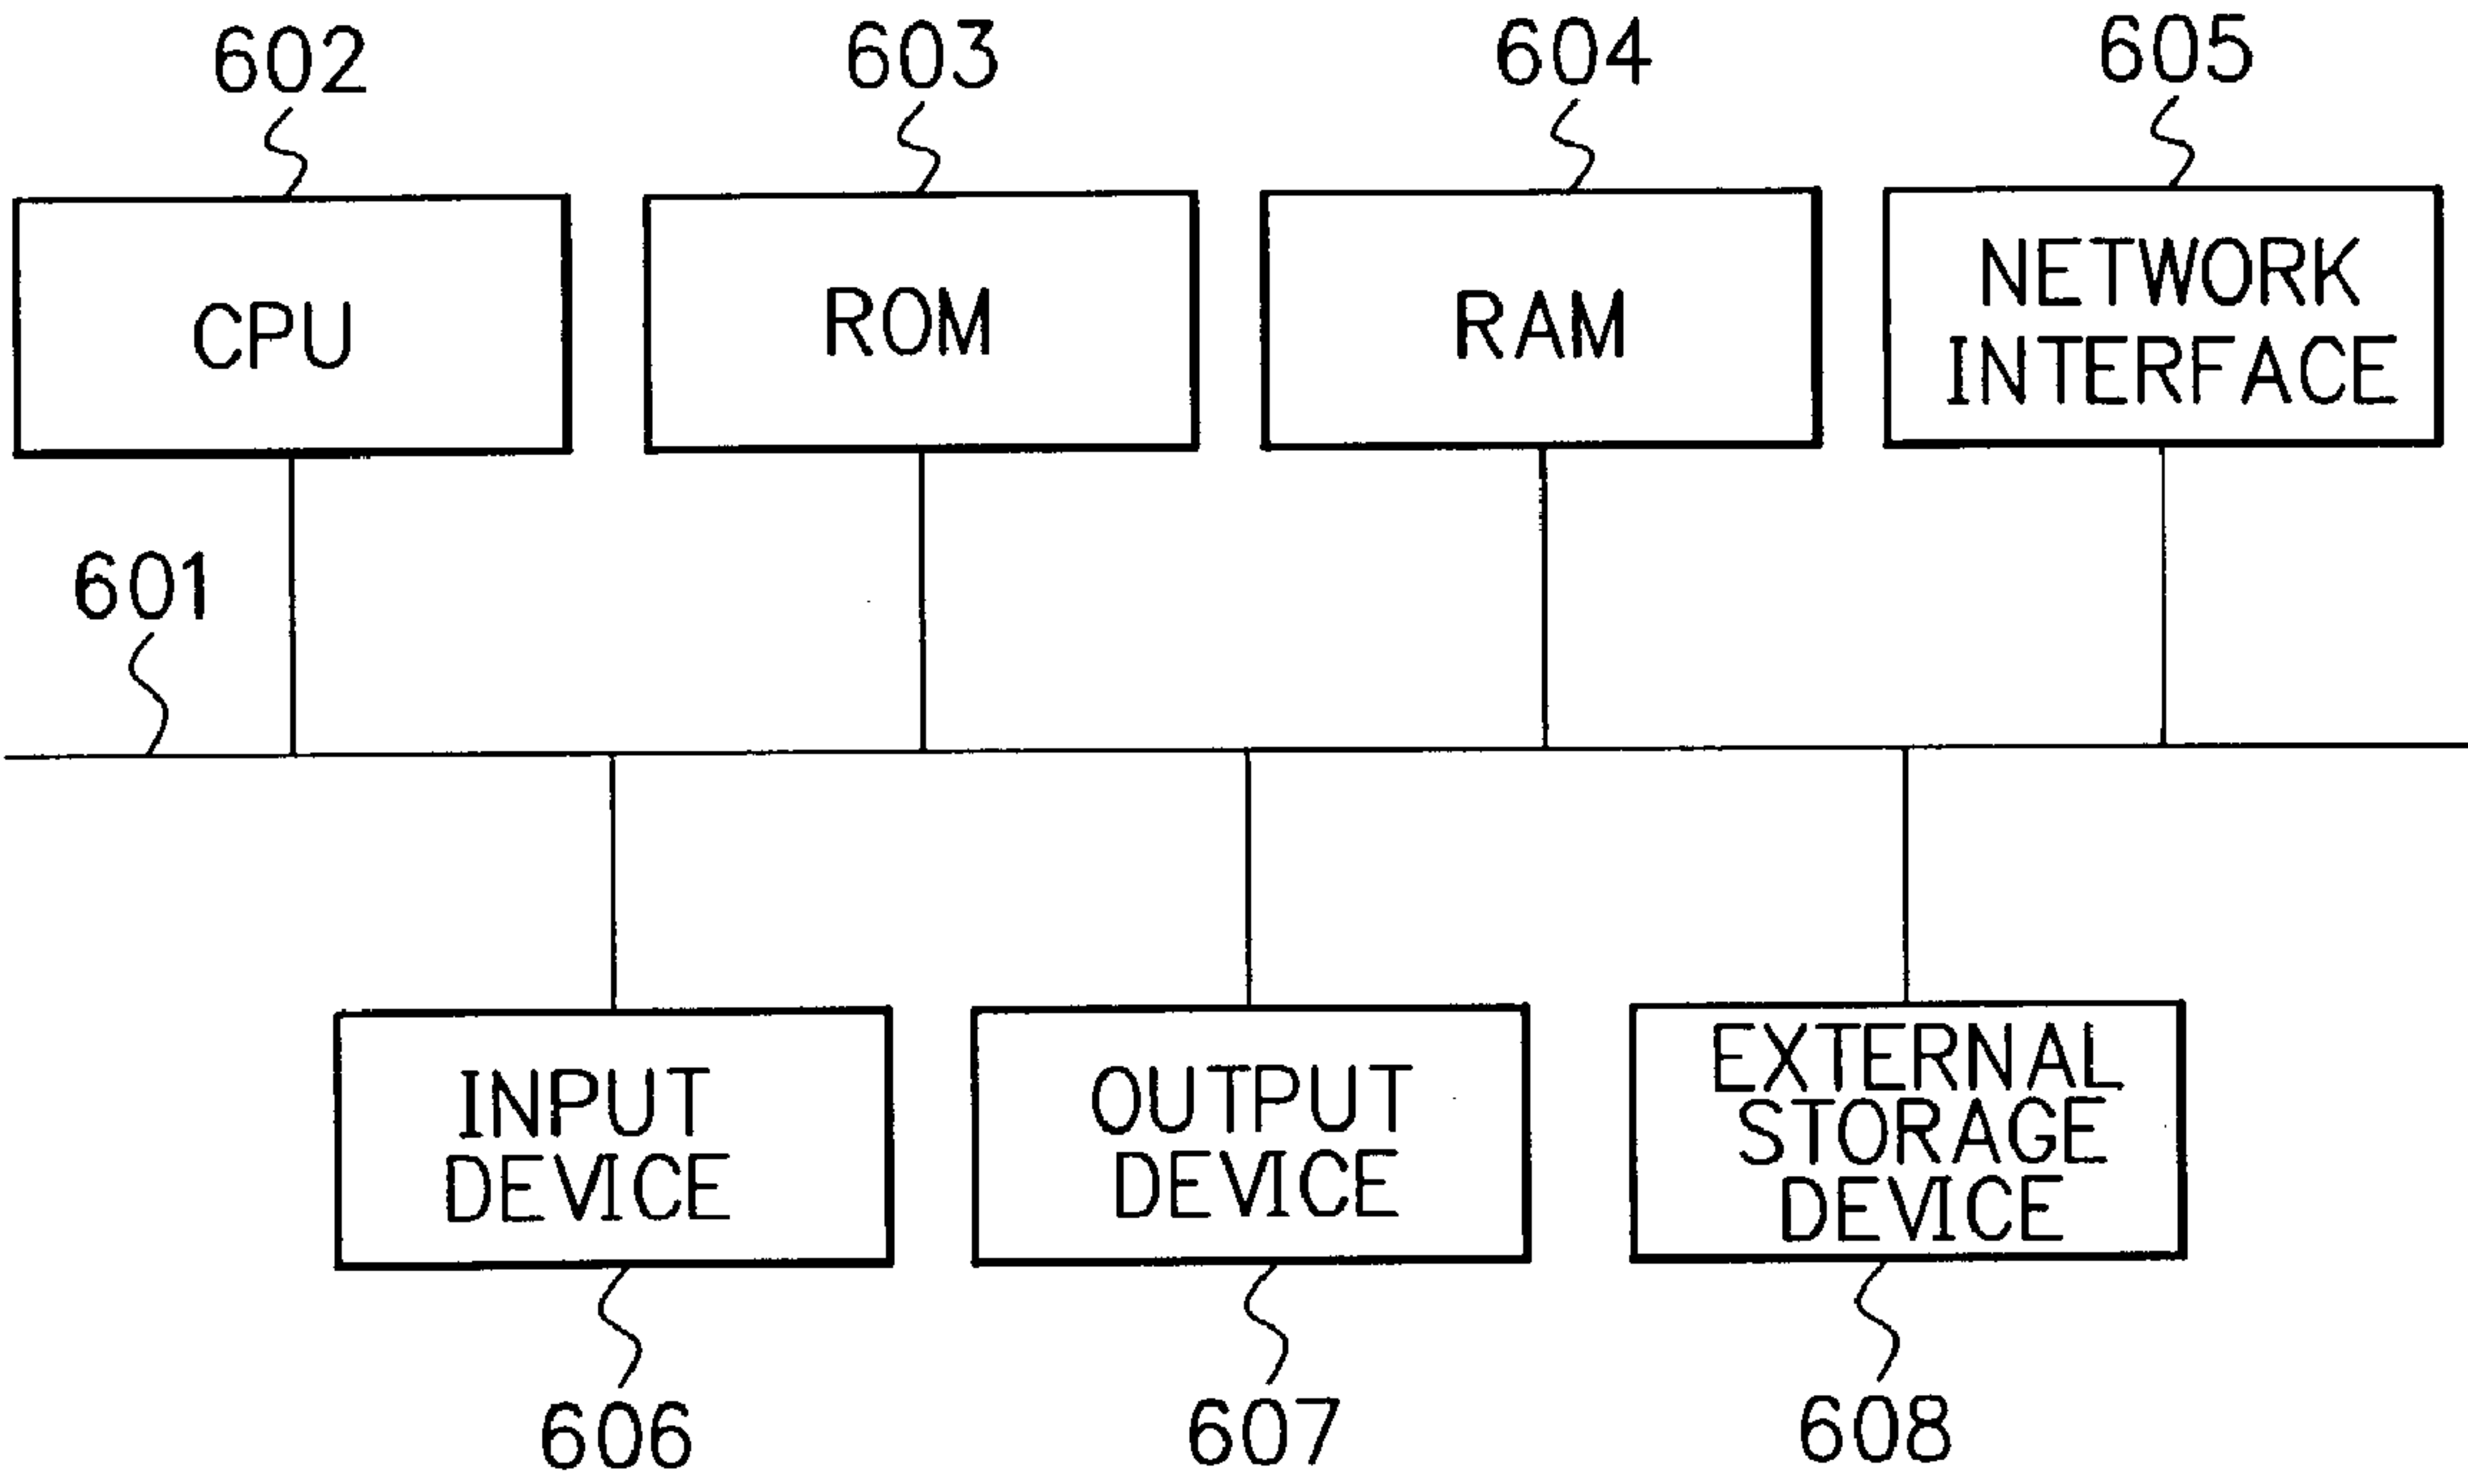 602
603
604
605
CPU
ROM
RAM
NETWORK
INTERFACE
601
INPUT
DEVICE
OUTPUT
DEVICE
EXTERNAL
STORAGE
DEVICE
606
607
608